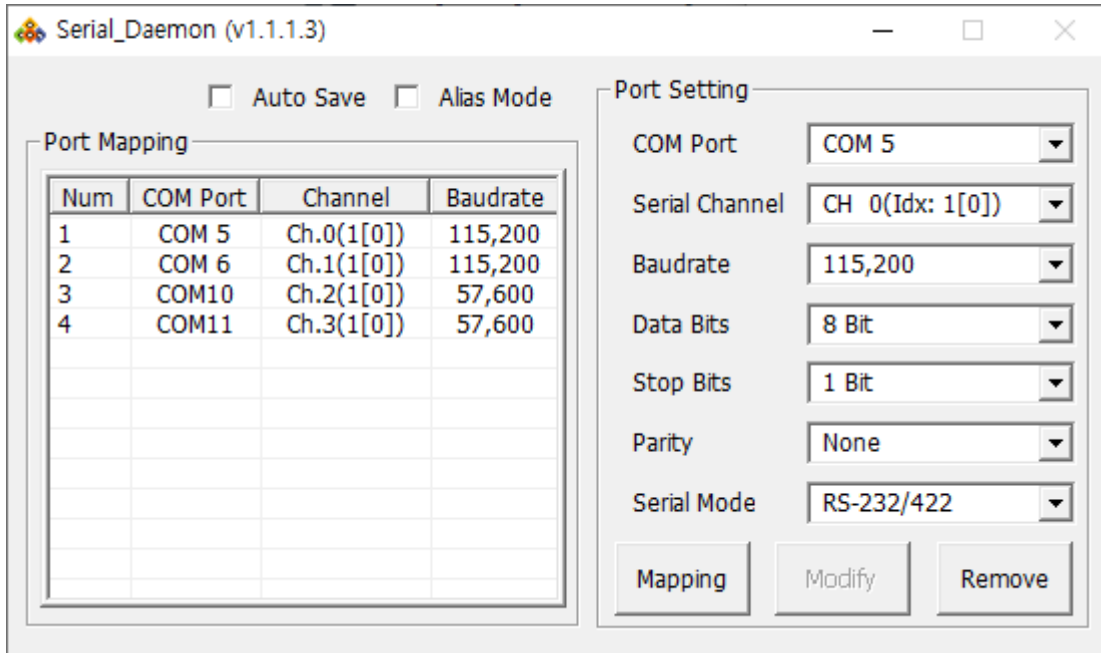 Serial_Daemon (v1.1.1.3)
Auto Save Alias Mode
Port Mapping
Num COM Port Channel Baudrate
1 COM 5 Ch.0(1[0]) 115,200
2 COM 6 Ch.1(1[0]) 115,200
3 COM10 Ch.2(1[0]) 57,600
4 COM11 Ch.3(1[0]) 57,600
Port Setting
COM Port COM 5
Serial Channel CH 0(Idx: 1[0])
Baudrate 115,200
Data Bits 8 Bit
Stop Bits 1 Bit
Parity None
Serial Mode RS-232/422
Mapping Modify Remove